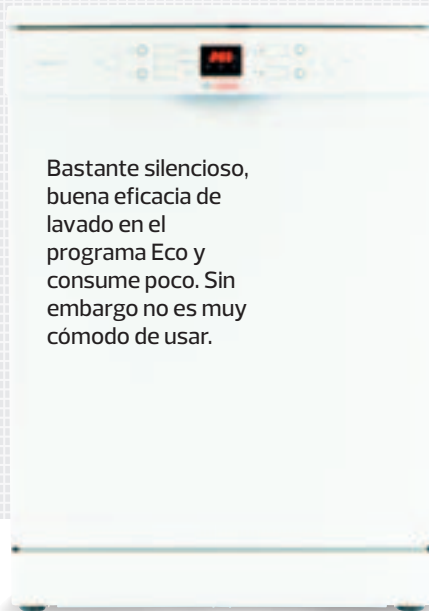 Bastante silencioso,
buena eficacia de
lavado en el
programa Eco y
consume poco. Sin
embargo no es muy
cómodo de usar.